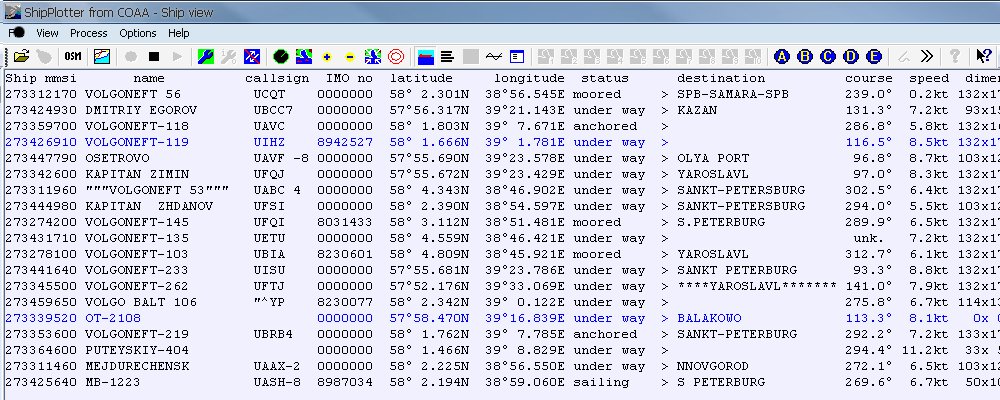 ShipPlotter from COAA - Ship view
F View Process Options Help
OSM A B C D E ?
Ship mmsi name callsign IMO no latitude longitude status destination course speed dimen
273312170 VOLGONEFT 56 UCQT 0000000 58° 2.301N 38°56.545E moored > SPB-SAMARA-SPB 239.0° 0.2kt 132x17
273424930 DMITRIY EGOROV UBCC7 0000000 57°56.317N 39°21.143E under way > KAZAN 131.3° 7.2kt 93x15
273359700 VOLGONEFT-118 UAVC 0000000 58° 1.803N 39° 7.671E anchored > 286.8° 5.8kt 132x16
273426910 VOLGONEFT-119 UIHZ 8942527 58° 1.666N 39° 1.781E under way > 116.5° 8.5kt 132x17
273447790 OSETROVO UAVF -8 0000000 57°55.690N 39°23.578E under way > OLYA PORT 96.8° 8.7kt 103x12
273342600 KAPITAN ZIMIN UFQJ 0000000 57°55.672N 39°23.429E under way > YAROSLAVL 97.0° 8.3kt 132x17
273311960 """VOLGONEFT 53""" UABC 4 0000000 58° 4.343N 38°46.902E under way > SANKT-PETERSBURG 302.5° 6.4kt 132x17
273444980 KAPITAN ZHDANOV UFSI 0000000 58° 2.390N 38°54.597E under way > SANKT-PETERSBURG 294.0° 5.5kt 103x12
273274200 VOLGONEFT-145 UFQI 8031433 58° 3.112N 38°51.481E moored > S.PETERBURG 289.9° 6.5kt 132x17
273431710 VOLGONEFT-135 UETU 0000000 58° 4.559N 38°46.421E under way > unk. 7.2kt 132x17
273278100 VOLGONEFT-103 UBIA 8230601 58° 4.809N 38°45.921E moored > YAROSLAVL 312.7° 6.1kt 132x17
273441640 VOLGONEFT-233 UISU 0000000 57°55.681N 39°23.786E under way > SANKT PETERBURG 93.3° 8.8kt 132x17
273345500 VOLGONEFT-262 UFTJ 0000000 57°52.176N 39°33.069E under way > ****YAROSLAVL******* 141.0° 7.9kt 132x17
273459650 VOLGO BALT 106 "^YP 8230077 58° 2.342N 39° 0.122E under way > 275.8° 6.7kt 114x13
273339520 OT-2108 0000000 57°58.470N 39°16.839E under way > BALAKOWO 113.3° 8.1kt 0x 0
273353600 VOLGONEFT-219 UBRB4 0000000 58° 1.762N 39° 7.785E anchored > SANKT-PETERBURG 292.2° 7.2kt 133x17
273364600 PUTEYSKIY-404 0000000 58° 1.466N 39° 8.829E under way > 294.4° 11.2kt 33x 5
273311460 MEJDURECHENSK UAAX-2 0000000 58° 2.225N 38°56.550E under way > NNOVGOROD 272.1° 6.5kt 103x12
273425640 MB-1223 UASH-8 8987034 58° 2.194N 38°59.060E sailing > S PETERBURG 269.6° 6.7kt 50x10